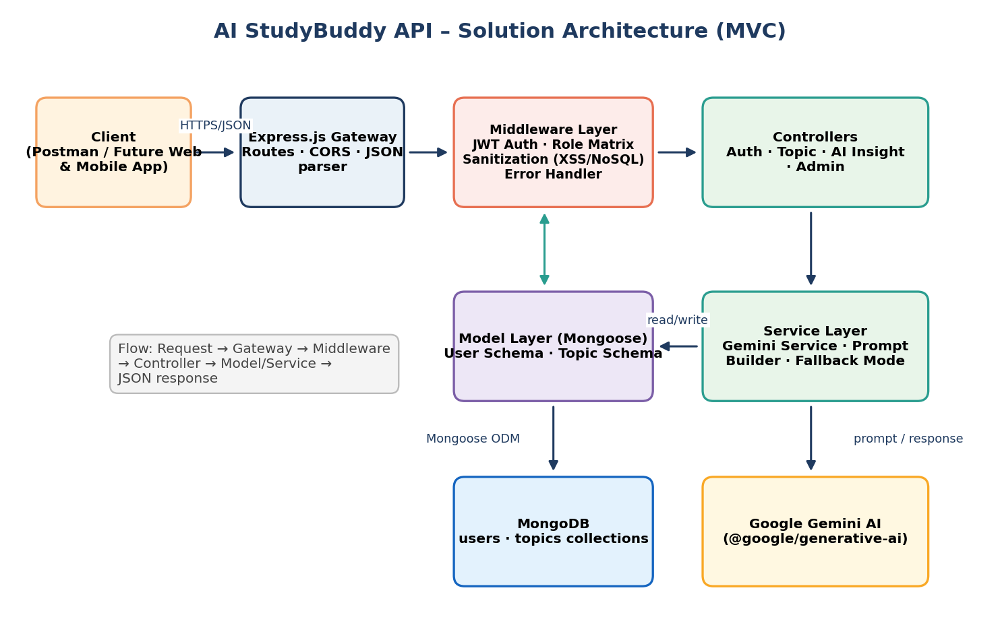 AI StudyBuddy API – Solution Architecture (MVC)
Client
(Postman / Future Web
& Mobile App)
HTTPS/JSON
Express.js Gateway
Routes · CORS · JSON
parser
Middleware Layer
JWT Auth · Role Matrix
Sanitization (XSS/NoSQL)
Error Handler
Controllers
Auth · Topic · AI Insight
· Admin
Flow: Request → Gateway → Middleware
→ Controller → Model/Service →
JSON response
Model Layer (Mongoose)
User Schema · Topic Schema
read/write
Service Layer
Gemini Service · Prompt
Builder · Fallback Mode
Mongoose ODM
prompt / response
MongoDB
users · topics collections
Google Gemini AI
(@google/generative-ai)